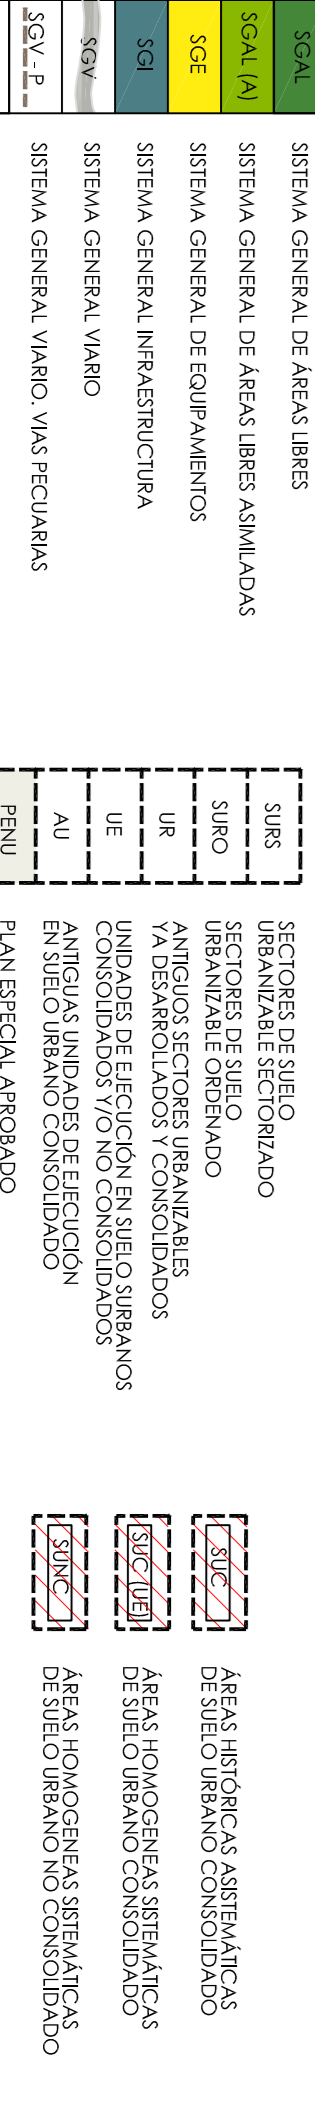 SGAL
SISTEMA GENERAL DE ÁREAS LIBRES
SGAL (A)
SISTEMA GENERAL DE ÁREAS LIBRES ASIMILADAS
SGE
SISTEMA GENERAL DE EQUIPAMIENTOS
SGI
SISTEMA GENERAL INFRAESTRUCTURA
SGV
SISTEMA GENERAL VIARIO
SGV - P
SISTEMA GENERAL VIARIO. VIAS PECUARIAS
SURS
SECTORES DE SUELO
URBANIZABLE SECTORIZADO
SURO
SECTORES DE SUELO
URBANIZABLE ORDENADO
UR
ANTIGUOS SECTORES URBANIZABLES
YA DESARROLLADOS Y CONSOLIDADOS
UE
UNIDADES DE EJECUCIÓN EN SUELO SURBANOS
CONSOLIDADOS Y/O NO CONSOLIDADOS
AU
ANTIGUAS UNIDADES DE EJECUCIÓN
EN SUELO URBANO CONSOLIDADO
PENU
PLAN ESPECIAL APROBADO
SUC
ÁREAS HISTÓRICAS ASISTEMÁTICAS
DE SUELO URBANO CONSOLIDADO
SUC (UE)
ÁREAS HOMOGENEAS SISTEMÁTICAS
DE SUELO URBANO CONSOLIDADO
SUNC
ÁREAS HOMOGENEAS SISTEMÁTICAS
DE SUELO URBANO NO CONSOLIDADO